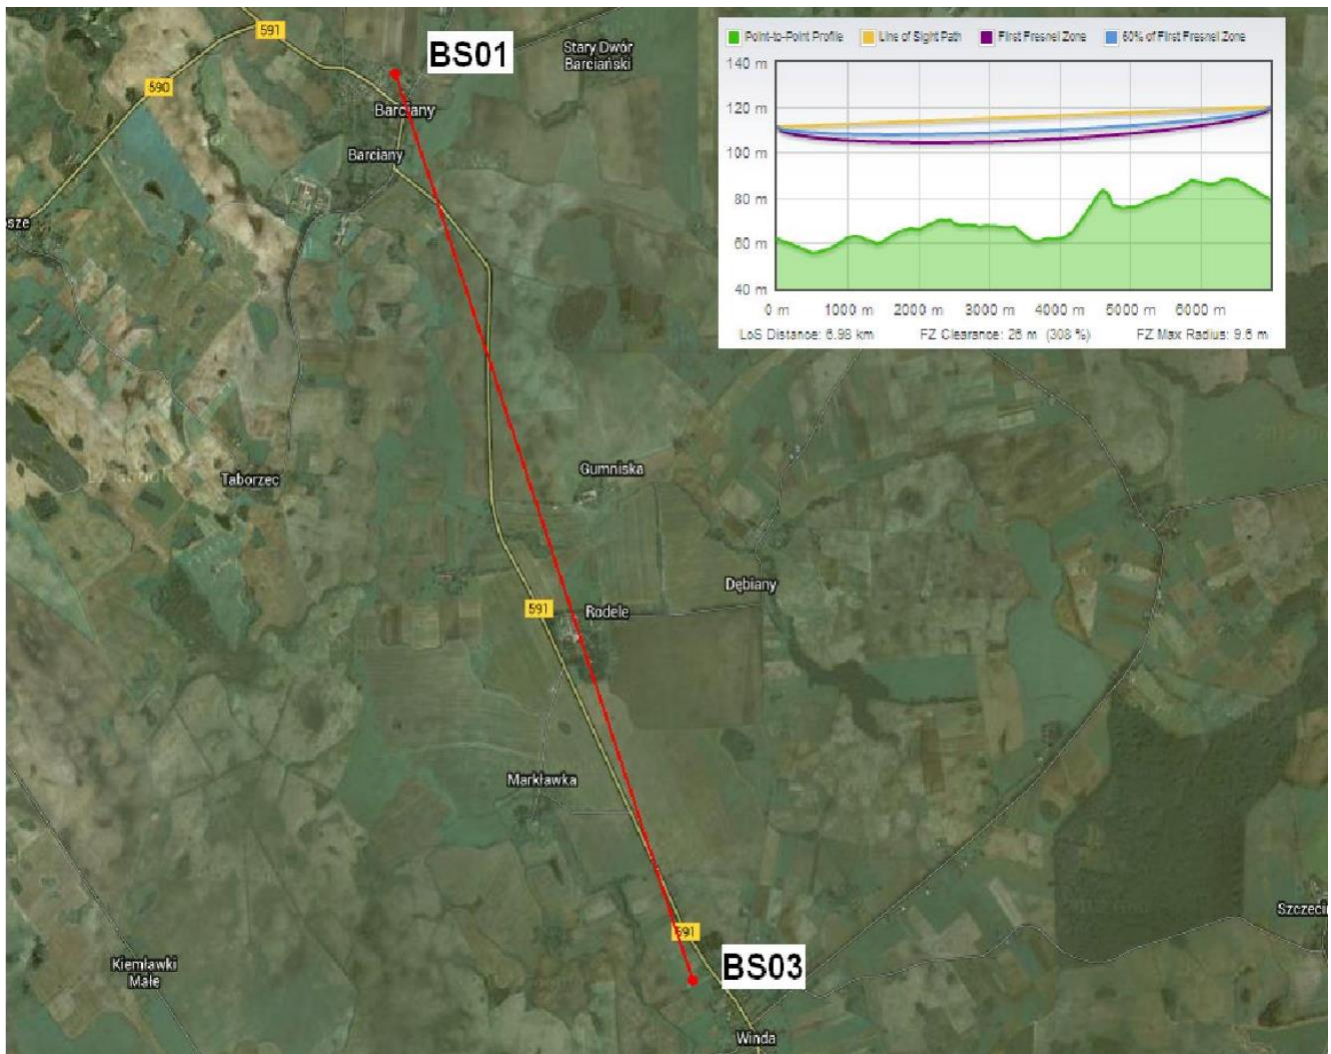 591
BS01
Stary Dwór
Barciański
590
Barciany
Barciany
osze
Point-to-Point Profile
Line of Sight Path
First Fresnel Zone
60% of First Fresnel Zone
140 m
120 m
100 m
80 m
60 m
40 m
0 m 1000 m 2000 m 3000 m 4000 m 5000 m 6000 m
LoS Distance: 6.98 km FZ Clearance: 26 m (308 %) FZ Max Radius: 9.6 m
Taborzec
Gumniska
Dębiany
591
Rodele
Markławka
Szczeci
591
BS03
Kiemławki
Małe
Winda